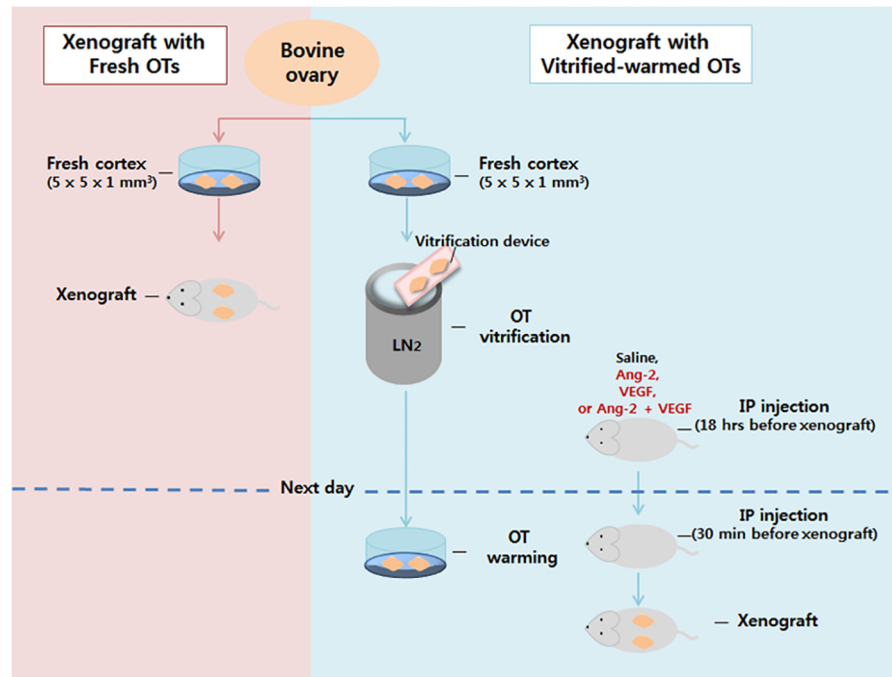 Xenograft with
Fresh OTs
Bovine
ovary
Xenograft with
Vitrified-warmed OTs
Fresh cortex
(5 x 5 x 1 mm³)
Fresh cortex
(5 x 5 x 1 mm³)
Vitrification device
Xenograft
LN2
OT
vitrification
Saline,
Ang-2,
VEGF,
or Ang-2 + VEGF
IP injection
(18 hrs before xenograft)
Next day
OT
warming
IP injection
(30 min before xenograft)
Xenograft